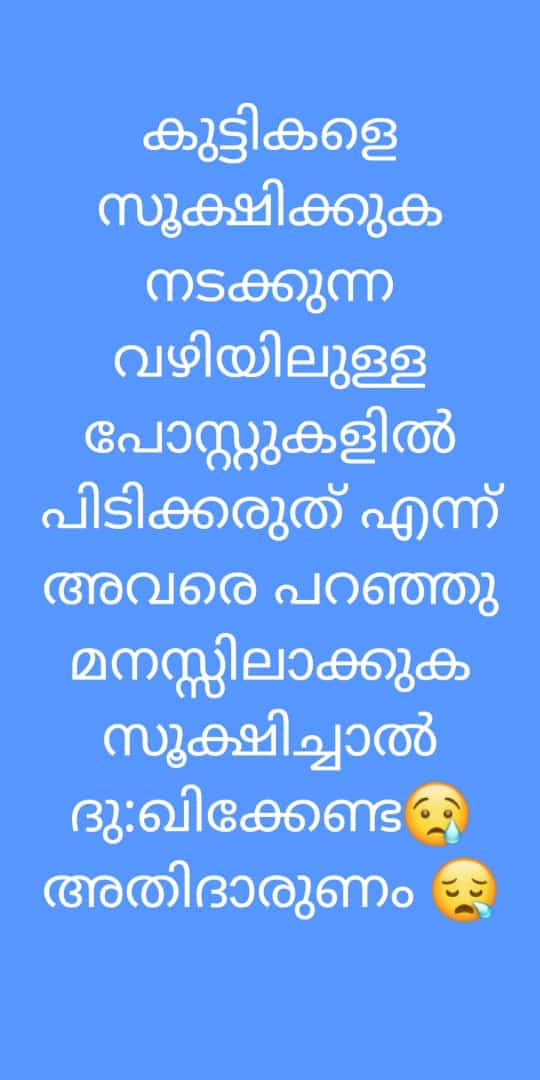 കുട്ടികളെ
സൂക്ഷിക്കുക
നടക്കുന്ന
വഴിയിലുള്ള
പോസ്റ്റുകളിൽ
പിടിക്കരുത് എന്ന്
അവരെ പറഞ്ഞു
മനസ്സിലാക്കുക
സൂക്ഷിച്ചാൽ
ദു:ഖിക്കേണ്ട😢
അതിദാരുണം 😪